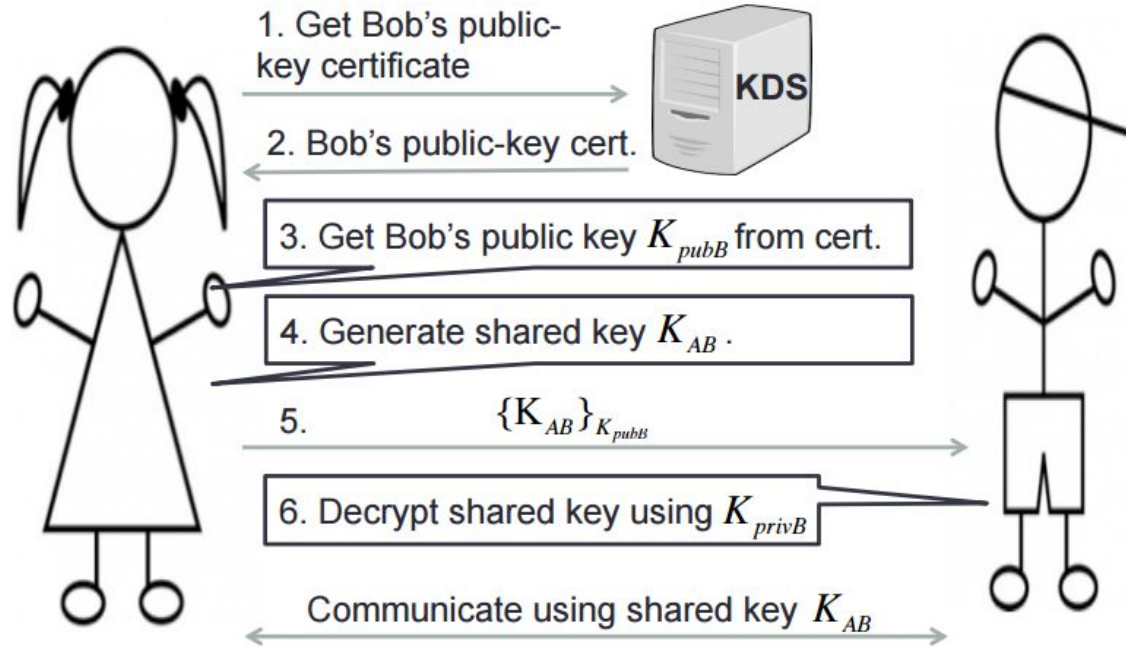 1. Get Bob's public-
key certificate
KDS
2. Bob's public-key cert.
3. Get Bob's public key K_pubB from cert.
4. Generate shared key K_AB .
5. {K_AB}_K_pubB
6. Decrypt shared key using K_privB
Communicate using shared key K_AB